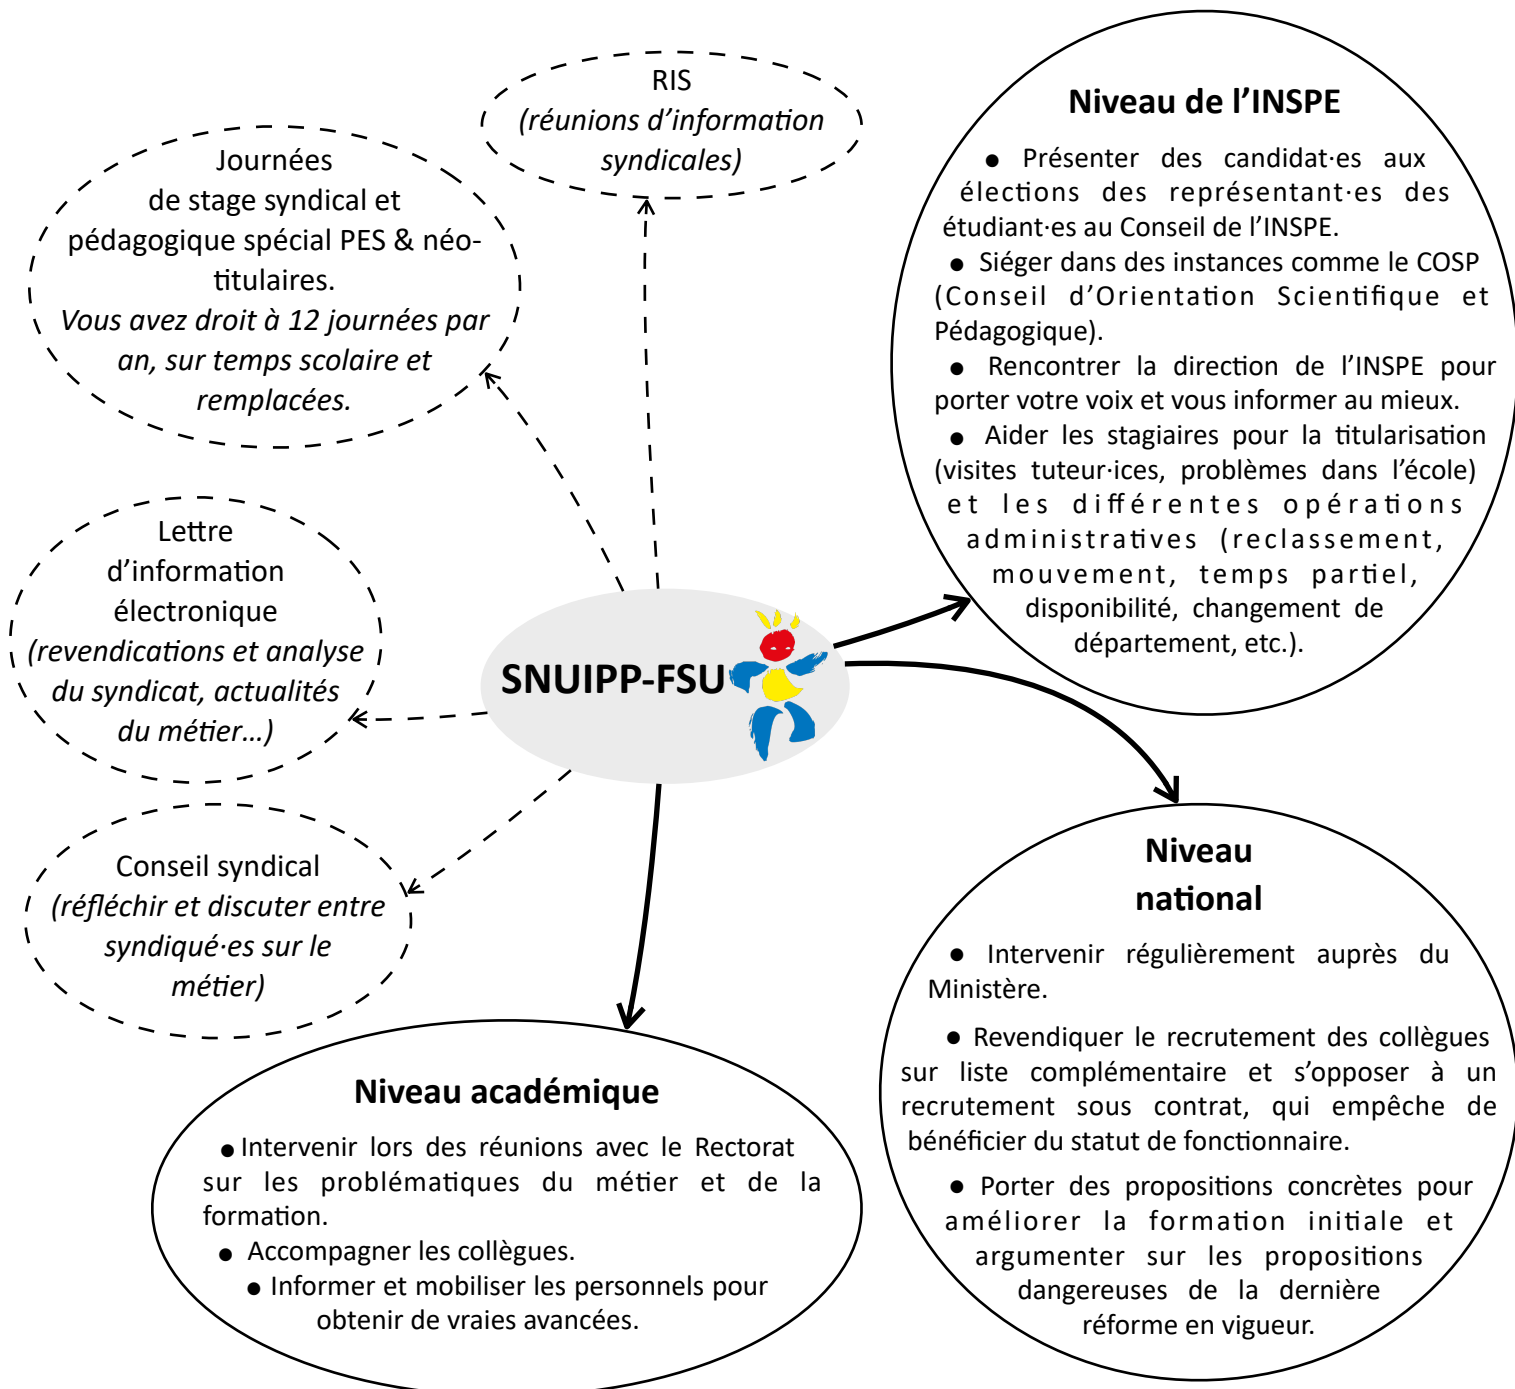 RIS
(réunions d’information
syndicales)
Journées
de stage syndical et
pédagogique spécial PES & néo-
titulaires.
Vous avez droit à 12 journées par
an, sur temps scolaire et
remplacées.
Lettre
d’information
électronique
(revendications et analyse
du syndicat, actualités
du métier…)
Conseil syndical
(réfléchir et discuter entre
syndiqué·es sur le
métier)
SNUIPP-FSU
Niveau de l’INSPE
● Présenter des candidat·es aux
élections des représentant·es des
étudiant·es au Conseil de l’INSPE.
● Siéger dans des instances comme le COSP
(Conseil d’Orientation Scientifique et
Pédagogique).
● Rencontrer la direction de l’INSPE pour
porter votre voix et vous informer au mieux.
● Aider les stagiaires pour la titularisation
(visites tuteur·ices, problèmes dans l’école)
et les différentes opérations
administratives (reclassement,
mouvement, temps partiel,
disponibilité, changement de
département, etc.).
Niveau
national
● Intervenir régulièrement auprès du
Ministère.
● Revendiquer le recrutement des collègues
sur liste complémentaire et s’opposer à un
recrutement sous contrat, qui empêche de
bénéficier du statut de fonctionnaire.
● Porter des propositions concrètes pour
améliorer la formation initiale et
argumenter sur les propositions
dangereuses de la dernière
réforme en vigueur.
Niveau académique
● Intervenir lors des réunions avec le Rectorat
sur les problématiques du métier et de la
formation.
● Accompagner les collègues.
● Informer et mobiliser les personnels pour
obtenir de vraies avancées.